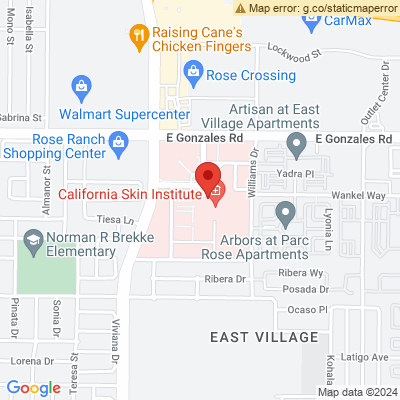 Map error: g.co/staticmaperror
Mono St
Isabella St
Raising Cane's
Chicken Fingers
CarMax
Lockwood St
Rose Crossing
Outlet Center Dr
Walmart Supercenter
Sabrina St
Artisan at East
Village Apartments
E Gonzales Rd
E Gonzales Rd
Rose Ranch
Shopping Center
Williams Dr
Yadra Pl
Almanor St
California Skin Institute
Wankel Way
Tiesa Ln
Lyonia Ln
Norman R Brekke
Elementary
Arbors at Parc
Rose Apartments
Ribera Dr
Ribera Wy
Posada Dr
Pinata Dr
Sonia Dr
Viviana Dr
Ocaso Pl
EAST VILLAGE
Lorena Dr
Teresa St
Latigo Ave
Kohala
Google
Map data ©2024